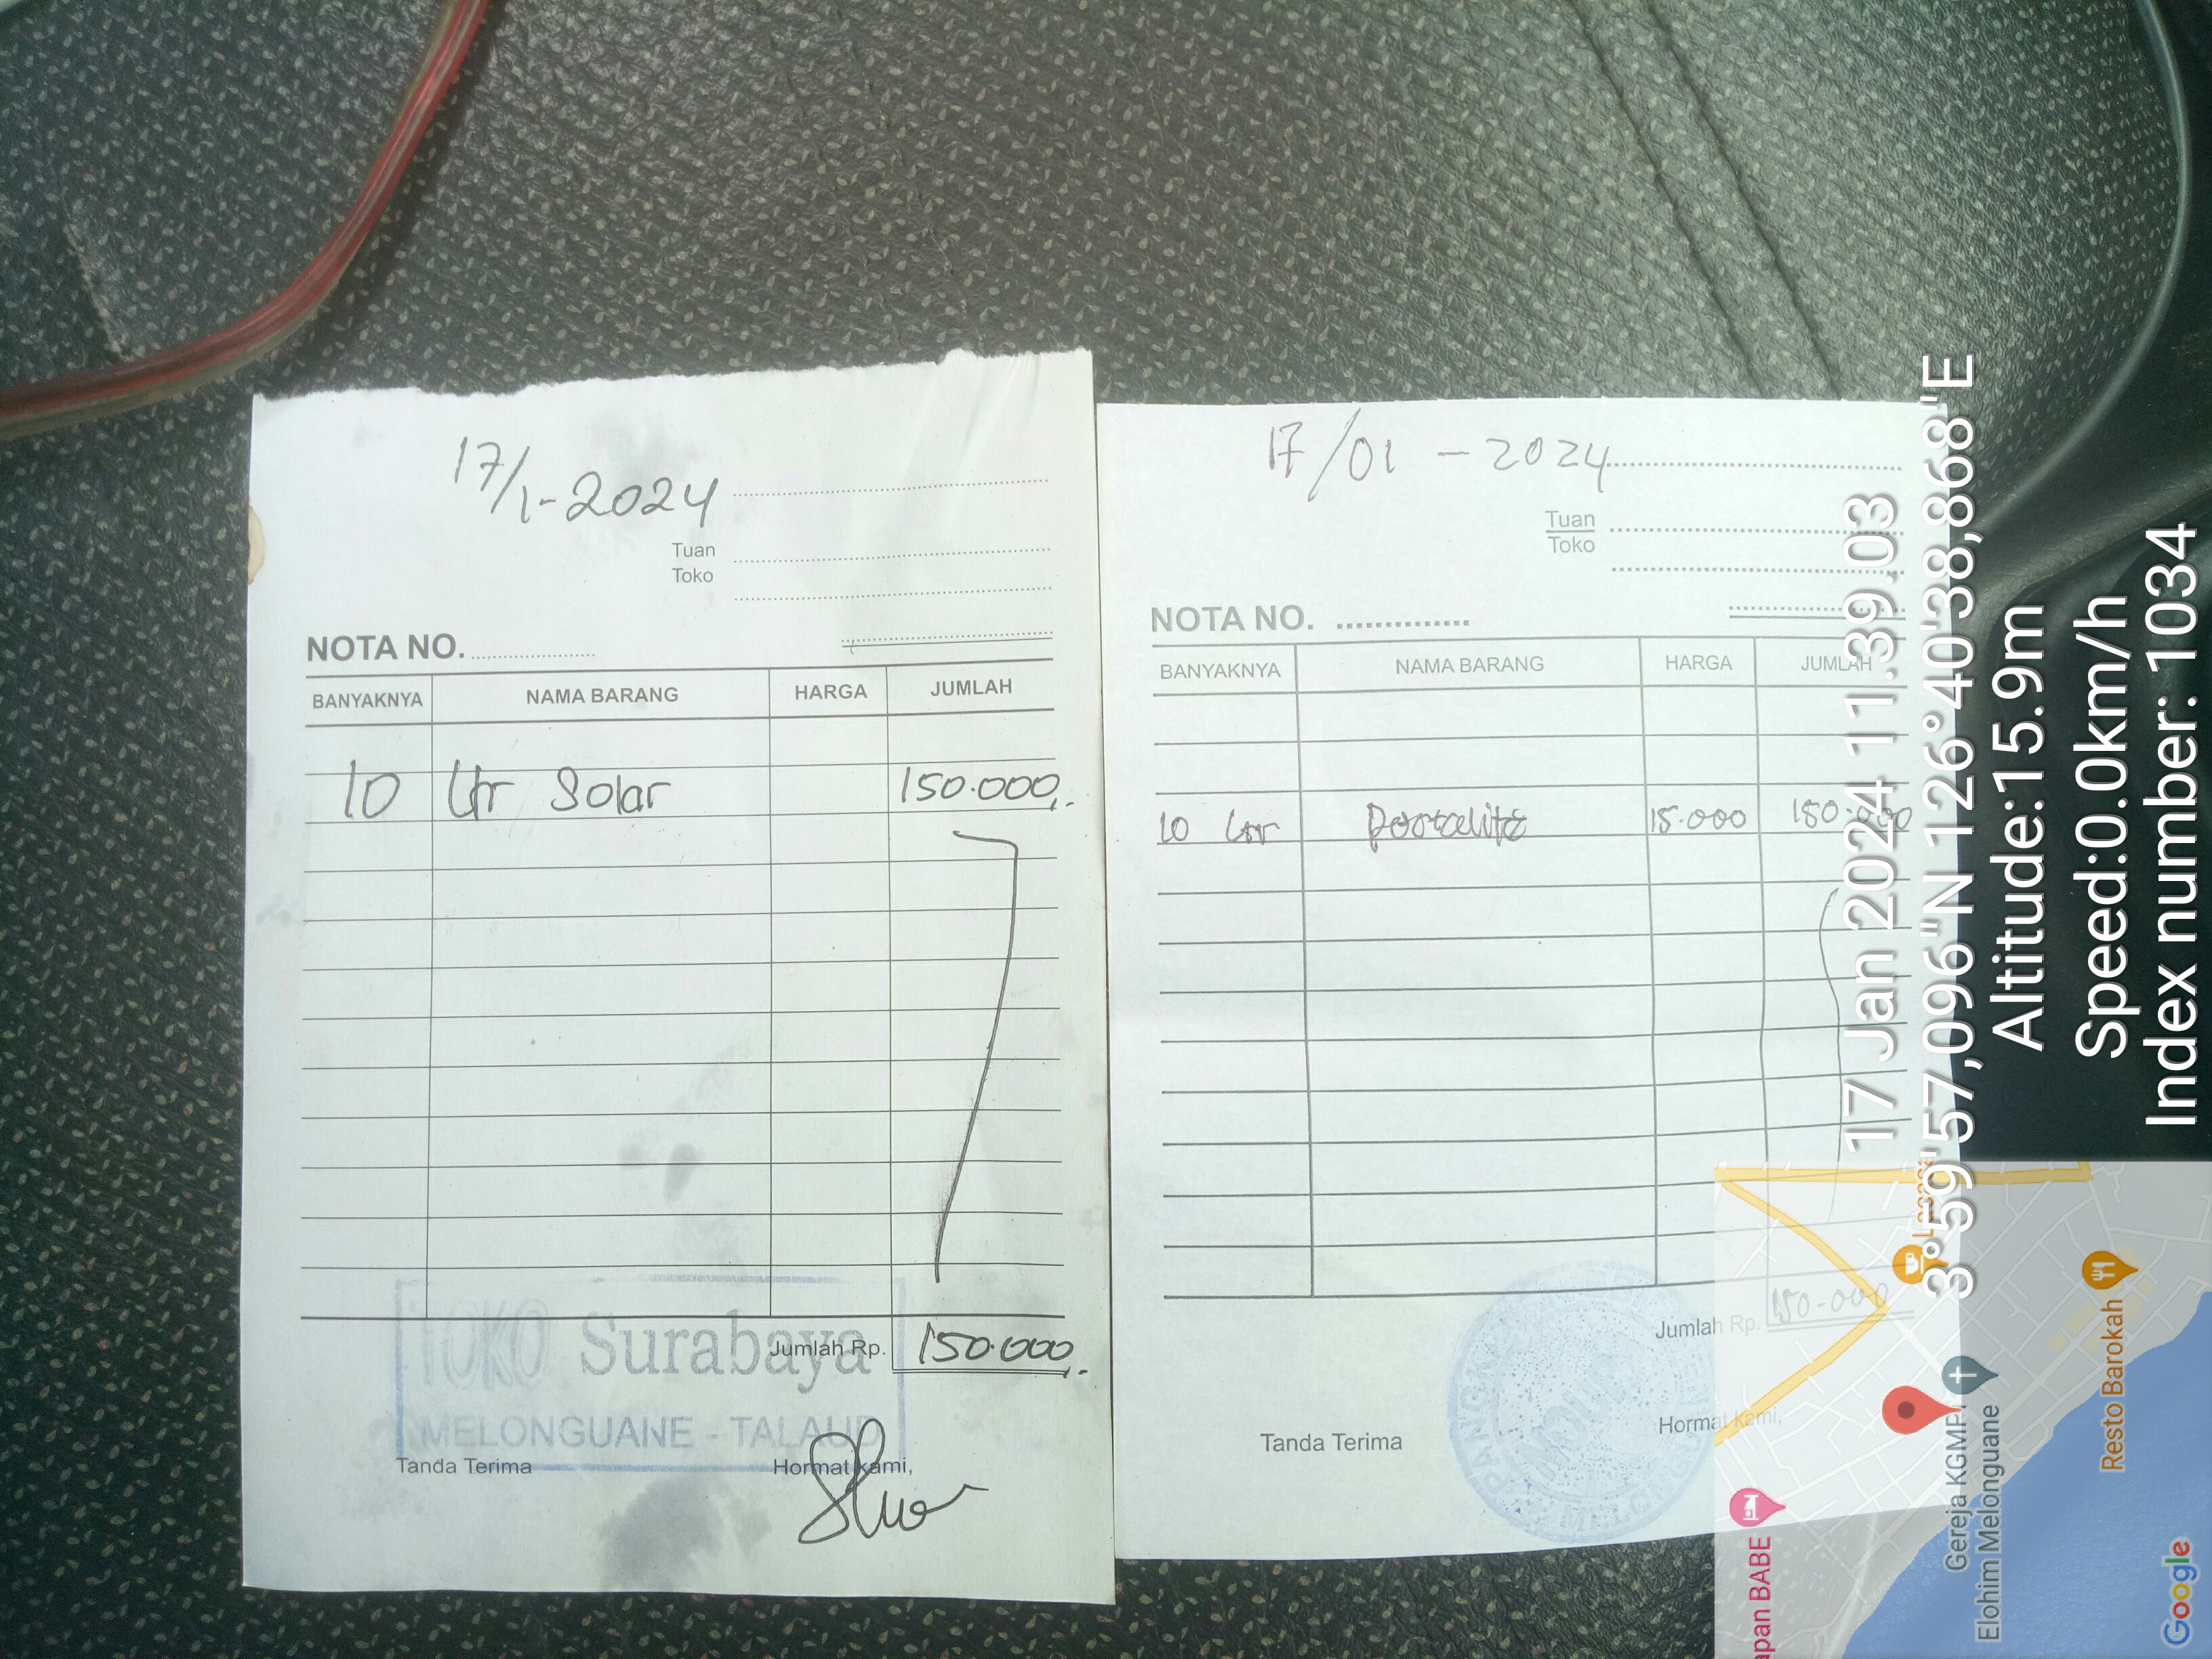 17/1-2024
Tuan
Toko
NOTA NO.
BANYAKNYA NAMA BARANG HARGA JUMLAH
10 Ltr Solar 150.000,-
Jumlah Rp. 150.000,-
TOKO Surabaya
MELONGUANE - TALAUD
Tanda Terima Hormat kami,
17/01 - 2024
Tuan
Toko
NOTA NO.
BANYAKNYA NAMA BARANG HARGA JUMLAH
10 Ltr Pertalite 15.000 150.000
Jumlah Rp. 150.000
Tanda Terima Hormat Kami,
17 Jan 2024 11.39.03
3°59'57,096"N 126°40'38,868"E
Altitude:15.9m
Speed:0.0km/h
Index number: 1034
Resto Barokah
Gereja KGMPI
Elohim Melonguane
apan BABE
Google